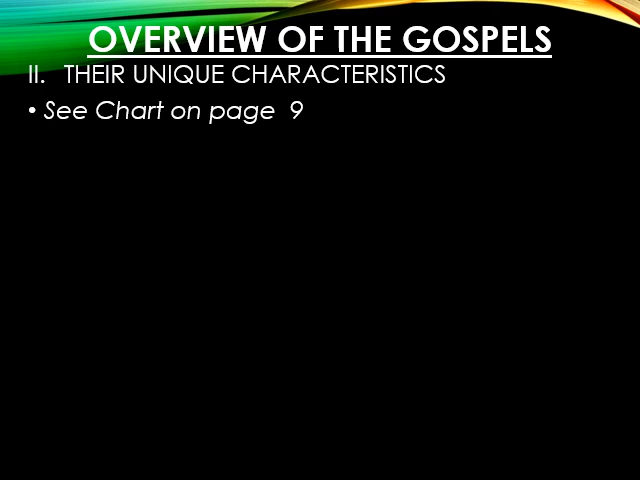 OVERVIEW OF THE GOSPELS
II. THEIR UNIQUE CHARACTERISTICS
• See Chart on page 9